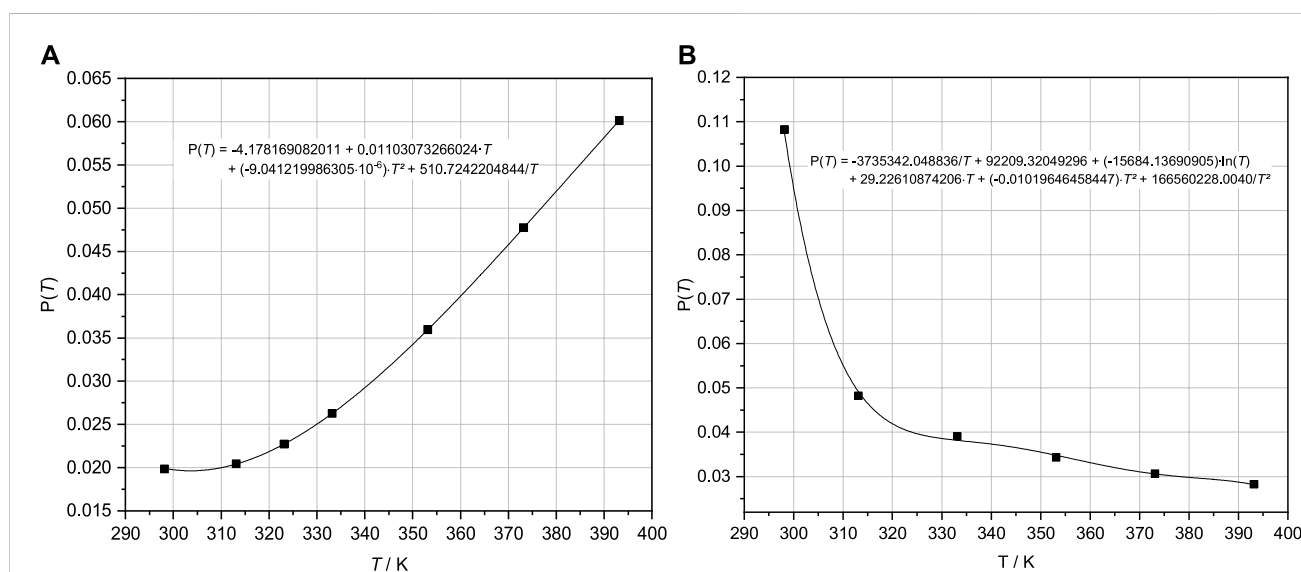 A
P(T)
0.065
0.060
0.055
0.050
0.045
0.040
0.035
0.030
0.025
0.020
0.015
P(T) = -4.178169082011 + 0.01103073266024·T
+ (-9.041219986305·10⁻⁶)·T² + 510.7242204844/T
290 300 310 320 330 340 350 360 370 380 390 400
T / K
B
P(T)
0.12
0.11
0.10
0.09
0.08
0.07
0.06
0.05
0.04
0.03
P(T) = -3735342.048836/T + 92209.32049296 + (-15684.13690905)·ln(T)
+ 29.22610874206·T + (-0.01019646458447)·T² + 166560228.0040/T²
290 300 310 320 330 340 350 360 370 380 390 400
T / K